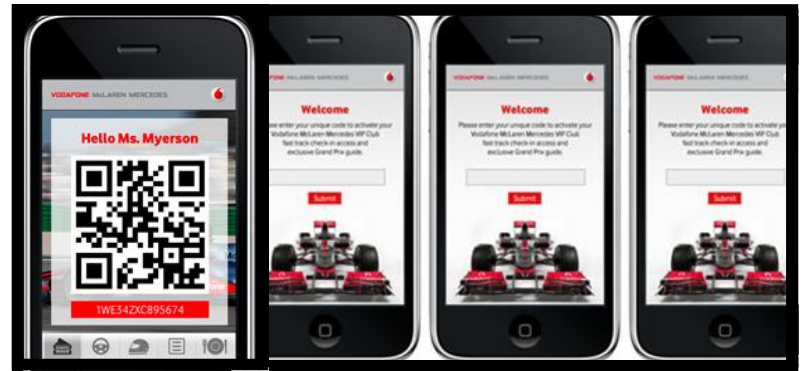 VODAFONE McLAREN MERCEDES
Hello Ms. Myerson
1WE34ZXC895674
VODAFONE McLAREN MERCEDES
Welcome
se enter your unique code to activate your
Vodafone McLaren Mercedes VIP Club
fast track check-in access and
exclusive Grand Prix guide.
Submit
VODAFONE McLAREN MERCEDES
Welcome
Please enter your unique code to activate your
Vodafone McLaren Mercedes VIP Club
fast track check-in access and
exclusive Grand Prix guide.
Submit
VODAFONE McLAREN MERCEDES
Welcome
Please enter your unique code to activate yo
Vodafone McLaren Mercedes VIP Club
fast track check-in access and
exclusive Grand Prix guide.
Submit